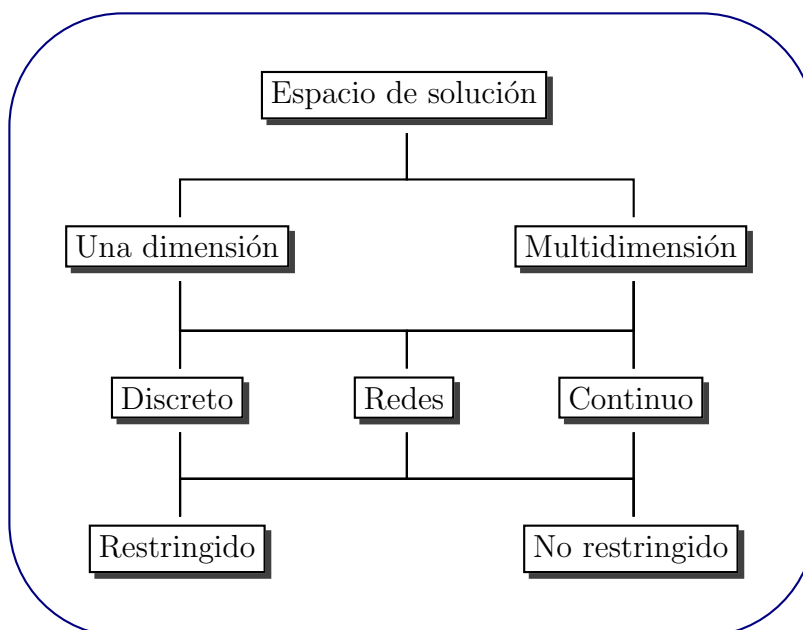 Espacio de solución
Una dimensión
Multidimensión
Discreto
Redes
Continuo
Restringido
No restringido